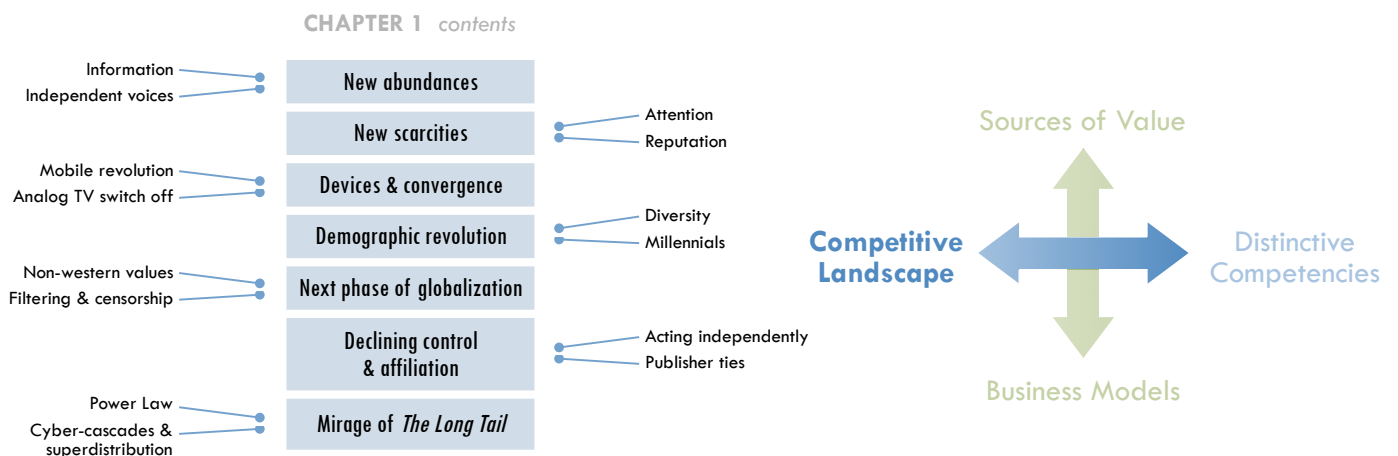 CHAPTER 1 contents
Information
Independent voices
New abundances
New scarcities
Attention
Reputation
Mobile revolution
Analog TV switch off
Devices & convergence
Demographic revolution
Diversity
Millennials
Non-western values
Filtering & censorship
Next phase of globalization
Declining control
& affiliation
Acting independently
Publisher ties
Power Law
Cyber-cascades &
superdistribution
Mirage of The Long Tail
Sources of Value
Competitive
Landscape
Distinctive
Competencies
Business Models